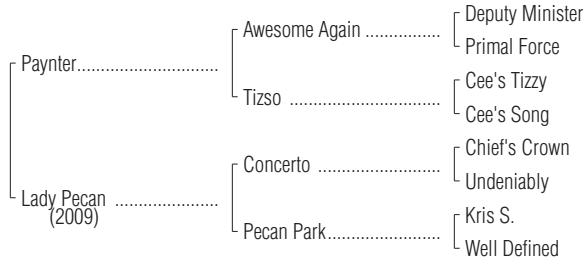 Deputy Minister
Awesome Again ..................
Primal Force
Paynter...................................
Cee's Tizzy
Tizso .....................................
Cee's Song
Chief's Crown
Concerto ..............................
Undeniably
Lady Pecan .........................
(2009)
Kris S.
Pecan Park............................
Well Defined